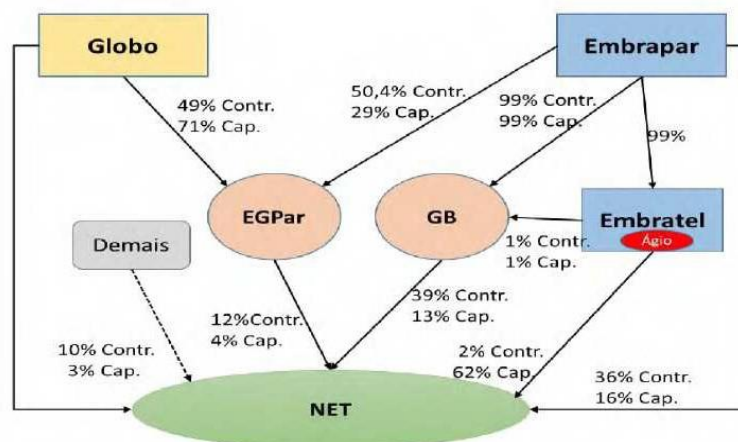 Globo
Embrapar
49% Contr.
71% Cap.
50,4% Contr.
29% Cap.
99% Contr.
99% Cap.
99%
EGPar
GB
Embratel
Ágio
Demais
1% Contr.
1% Cap.
12%Contr.
4% Cap.
39% Contr.
13% Cap.
10% Contr.
3% Cap.
2% Contr.
62% Cap.
36% Contr.
16% Cap.
NET